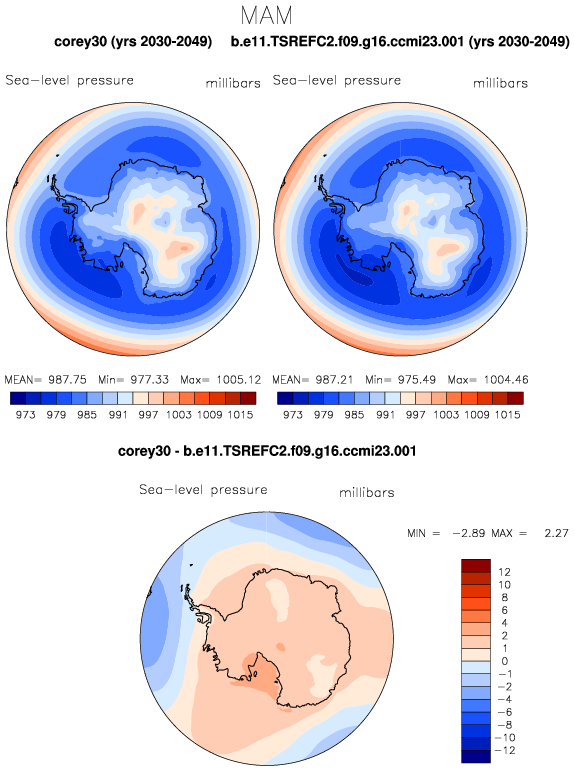 MAM
corey30 (yrs 2030-2049) b.e11.TSREFC2.f09.g16.ccmi23.001 (yrs 2030-2049)
Sea-level pressure millibars Sea-level pressure millibars
MEAN= 987.75 Min= 977.33 Max= 1005.12 MEAN= 987.21 Min= 975.49 Max= 1004.46
973 979 985 991 997 1003 1009 1015 973 979 985 991 997 1003 1009 1015
corey30 - b.e11.TSREFC2.f09.g16.ccmi23.001
Sea-level pressure millibars
MIN = -2.89 MAX = 2.27
12
10
8
6
4
2
1
0
-1
-2
-4
-6
-8
-10
-12